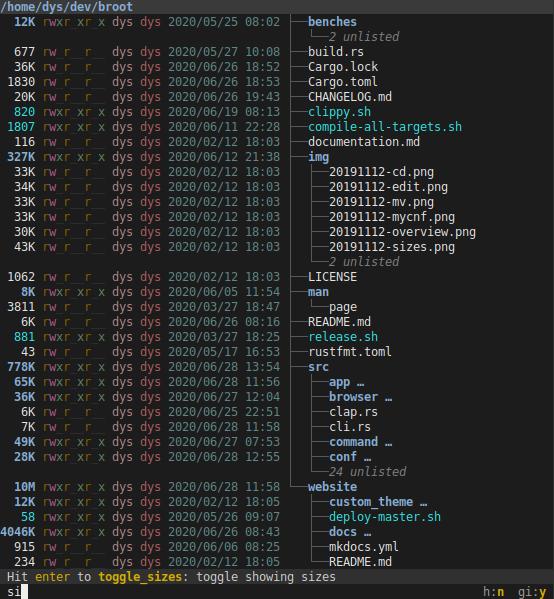 /home/dys/dev/broot
12K rwxr_xr_x dys dys 2020/05/25 08:02 ├──benches
│ └──2 unlisted
677 rw_r__r__ dys dys 2020/05/27 10:08 ├──build.rs
36K rw_r__r__ dys dys 2020/06/26 18:52 ├──Cargo.lock
1830 rw_r__r__ dys dys 2020/06/26 18:53 ├──Cargo.toml
20K rw_r__r__ dys dys 2020/06/26 19:43 ├──CHANGELOG.md
820 rwxr_xr_x dys dys 2020/06/19 08:13 ├──clippy.sh
1807 rwxr_xr_x dys dys 2020/06/11 22:28 ├──compile-all-targets.sh
116 rw_r__r__ dys dys 2020/02/12 18:03 ├──documentation.md
327K rwxr_xr_x dys dys 2020/06/12 21:38 ├──img
33K rw_r__r__ dys dys 2020/02/12 18:03 │ ├──20191112-cd.png
34K rw_r__r__ dys dys 2020/02/12 18:03 │ ├──20191112-edit.png
33K rw_r__r__ dys dys 2020/02/12 18:03 │ ├──20191112-mv.png
33K rw_r__r__ dys dys 2020/02/12 18:03 │ ├──20191112-mycnf.png
30K rw_r__r__ dys dys 2020/02/12 18:03 │ ├──20191112-overview.png
43K rw_r__r__ dys dys 2020/02/12 18:03 │ ├──20191112-sizes.png
│ └──2 unlisted
1062 rw_r__r__ dys dys 2020/02/12 18:03 ├──LICENSE
8K rwxr_xr_x dys dys 2020/06/05 11:54 ├──man
3811 rw_r__r__ dys dys 2020/03/27 18:47 │ └──page
6K rw_r__r__ dys dys 2020/06/26 08:16 ├──README.md
881 rwxr_xr_x dys dys 2020/03/27 18:25 ├──release.sh
43 rw_r__r__ dys dys 2020/05/17 16:53 ├──rustfmt.toml
778K rwxr_xr_x dys dys 2020/06/28 13:54 ├──src
65K rwxr_xr_x dys dys 2020/06/28 11:56 │ ├──app …
36K rwxr_xr_x dys dys 2020/06/27 12:04 │ ├──browser …
6K rw_r__r__ dys dys 2020/06/25 22:51 │ ├──clap.rs
7K rw_r__r__ dys dys 2020/06/28 11:58 │ ├──cli.rs
49K rwxr_xr_x dys dys 2020/06/27 07:53 │ ├──command …
28K rwxr_xr_x dys dys 2020/06/28 12:55 │ ├──conf …
│ └──24 unlisted
10M rwxr_xr_x dys dys 2020/06/28 11:58 └──website
12K rwxr_xr_x dys dys 2020/02/12 18:05 ├──custom_theme …
58 rwxr_xr_x dys dys 2020/05/26 09:07 ├──deploy-master.sh
4046K rwxr_xr_x dys dys 2020/06/26 08:43 ├──docs …
915 rw_r__r__ dys dys 2020/06/06 08:25 ├──mkdocs.yml
234 rw_r__r__ dys dys 2020/02/12 18:05 └──README.md
Hit enter to toggle_sizes: toggle showing sizes
si h:n gi:y